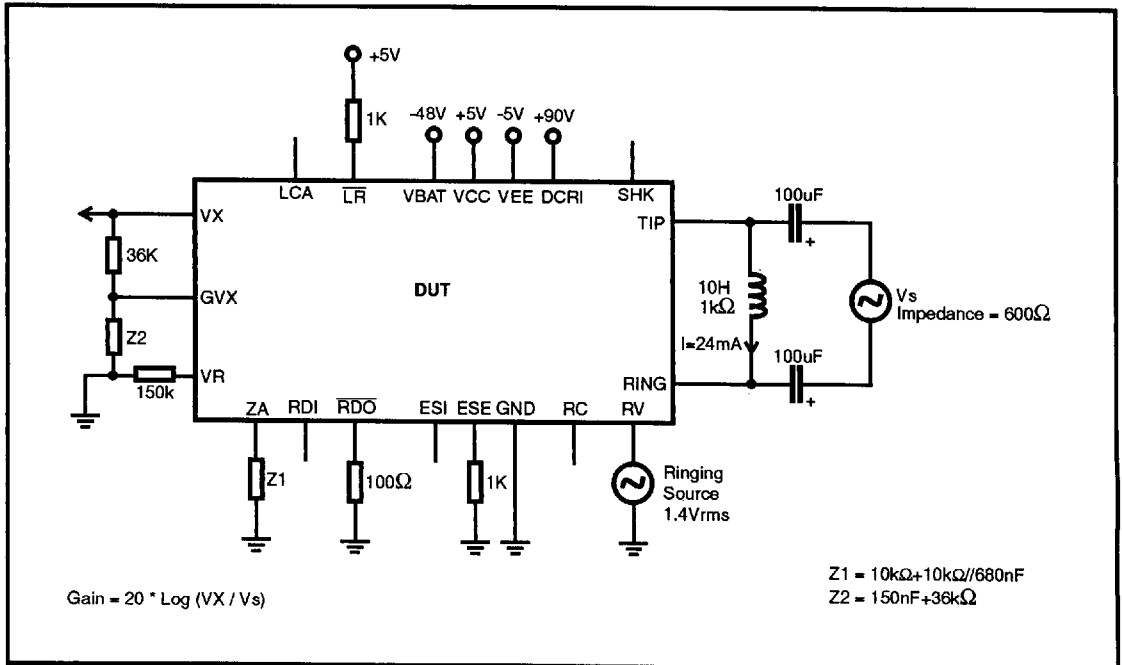 +5V
1K
-48V +5V -5V +90V
LCA L̅R̅ VBAT VCC VEE DCRI SHK
VX
TIP
100uF
+
36K
GVX
DUT
10H
1kΩ
Vs
Impedance = 600Ω
Z2
I=24mA
100uF
+
VR
150k
RING
ZA RDI R̅D̅O̅ ESI ESE GND RC RV
Z1
100Ω
1K
Ringing
Source
1.4Vrms
Gain = 20 * Log (VX / Vs)
Z1 = 10kΩ+10kΩ//680nF
Z2 = 150nF+36kΩ